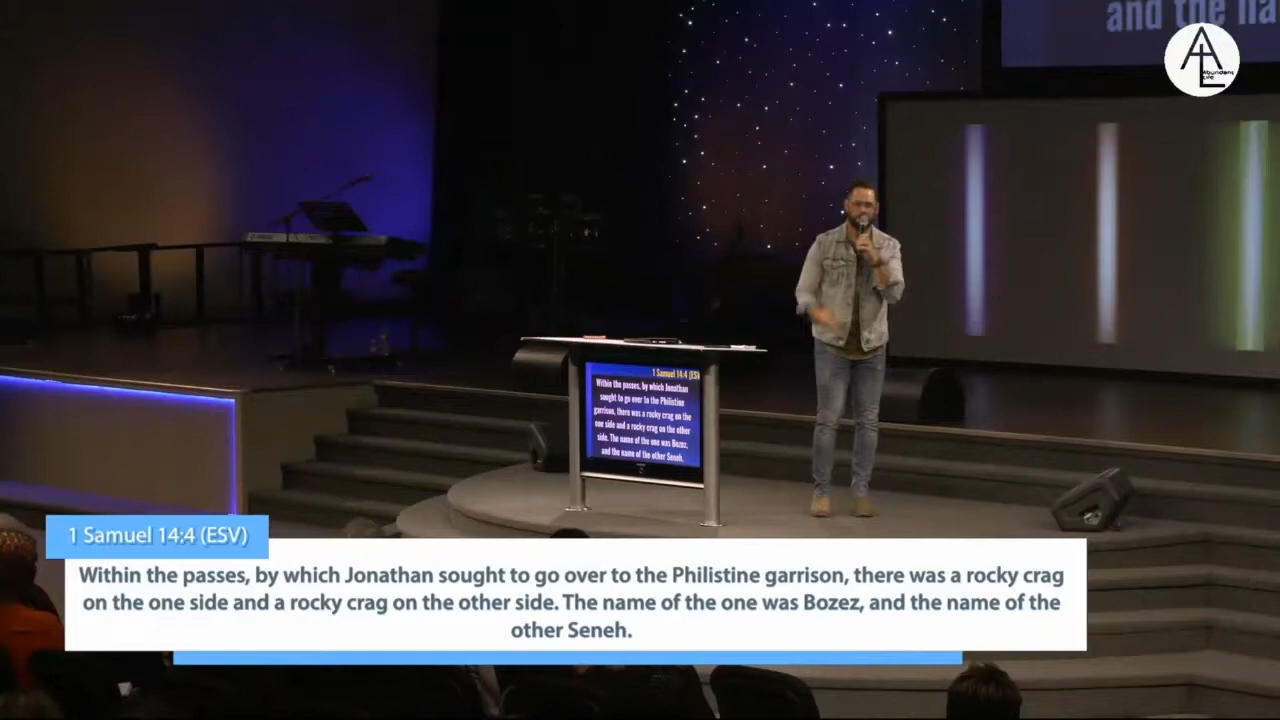 and the na
Abundant
Life
1 Samuel 14:4 (ESV
Within the passes, by which Jonathan
sought to go over to the Philistine
garrison, there was a rocky crag on the
one side and a rocky crag on the other
side. The name of the one was Bozez,
and the name of the other Seneh.
1 Samuel 14:4 (ESV)
Within the passes, by which Jonathan sought to go over to the Philistine garrison, there was a rocky crag
on the one side and a rocky crag on the other side. The name of the one was Bozez, and the name of the
other Seneh.